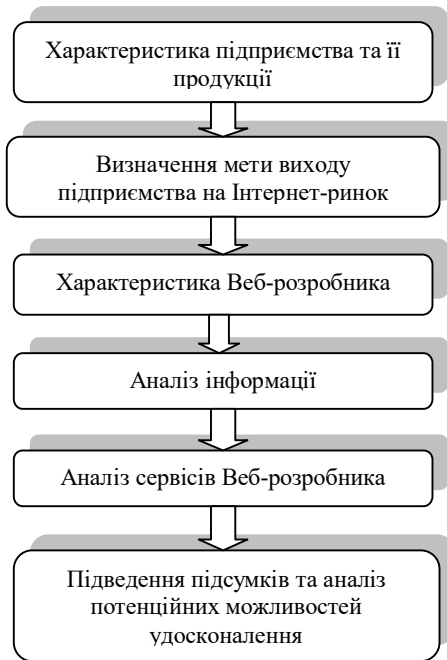 Характеристика підприємства та її
продукції
Визначення мети виходу
підприємства на Інтернет-ринок
Характеристика Веб-розробника
Аналіз інформації
Аналіз сервісів Веб-розробника
Підведення підсумків та аналіз
потенційних можливостей
удосконалення